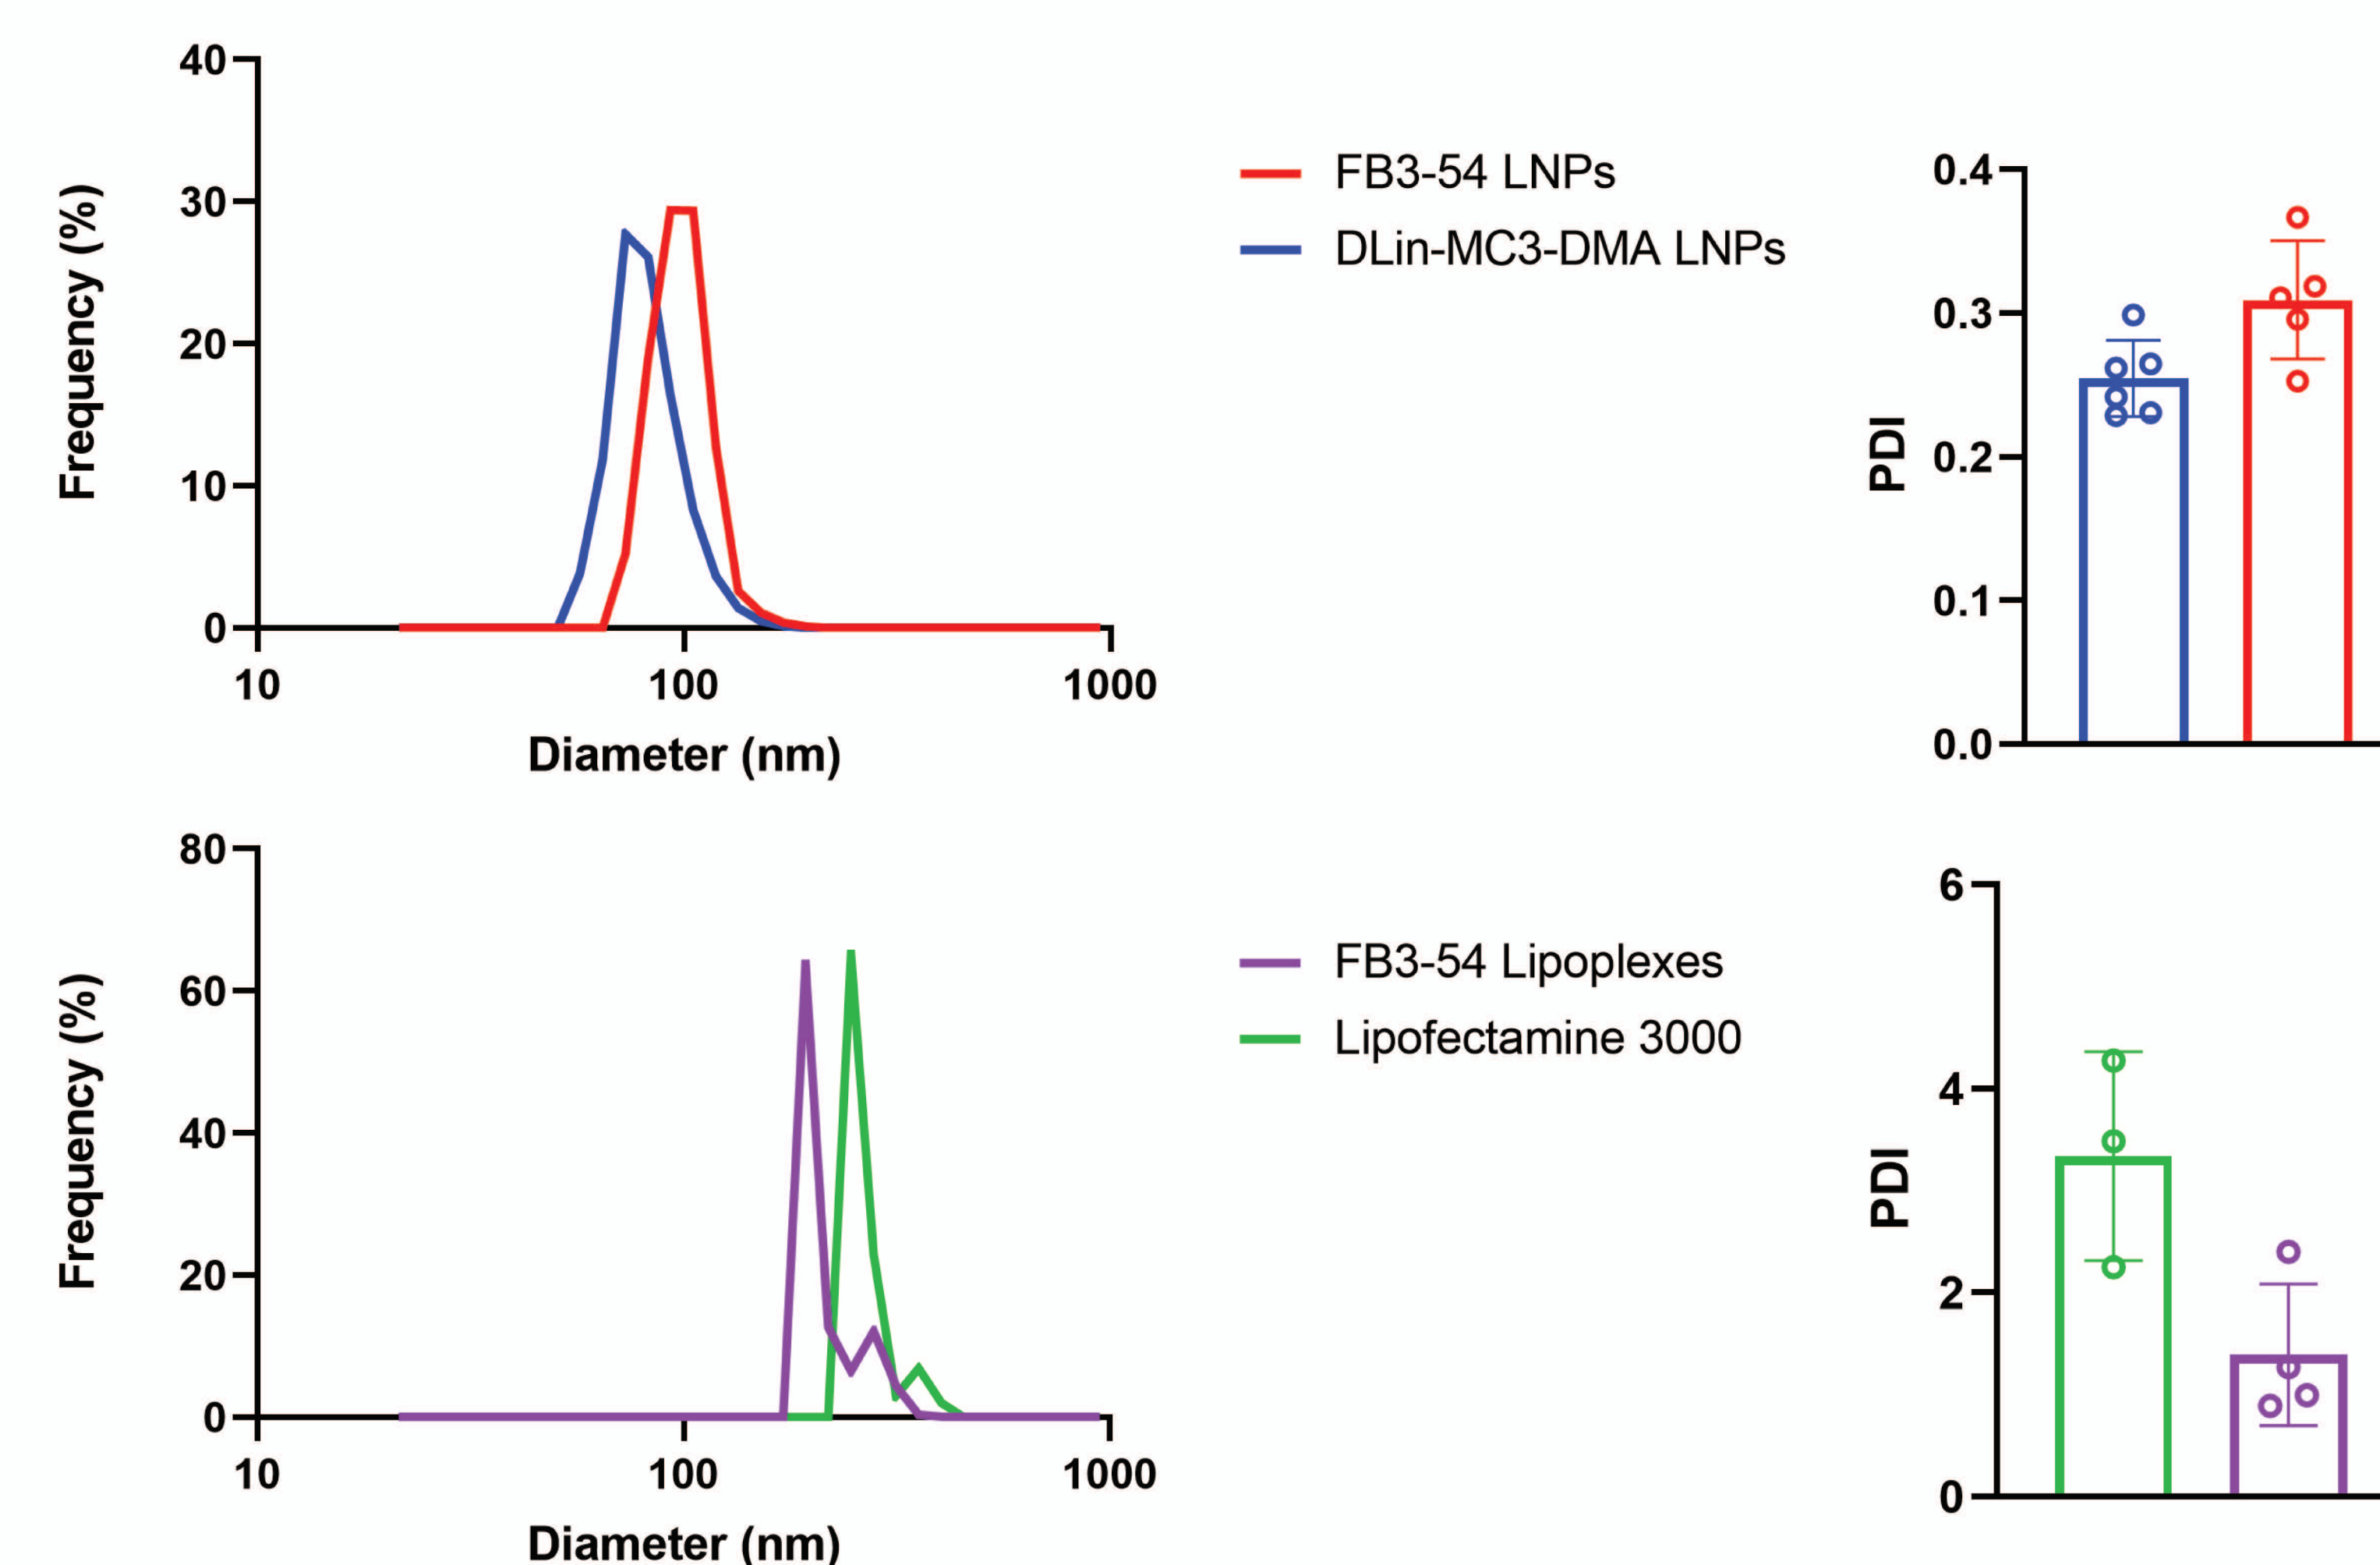 40
30
20
10
0
Frequency (%)
10 100 1000
Diameter (nm)
FB3-54 LNPs
DLin-MC3-DMA LNPs
0.4
0.3
0.2
0.1
0.0
PDI
80
60
40
20
0
Frequency (%)
10 100 1000
Diameter (nm)
FB3-54 Lipoplexes
Lipofectamine 3000
6
4
2
0
PDI